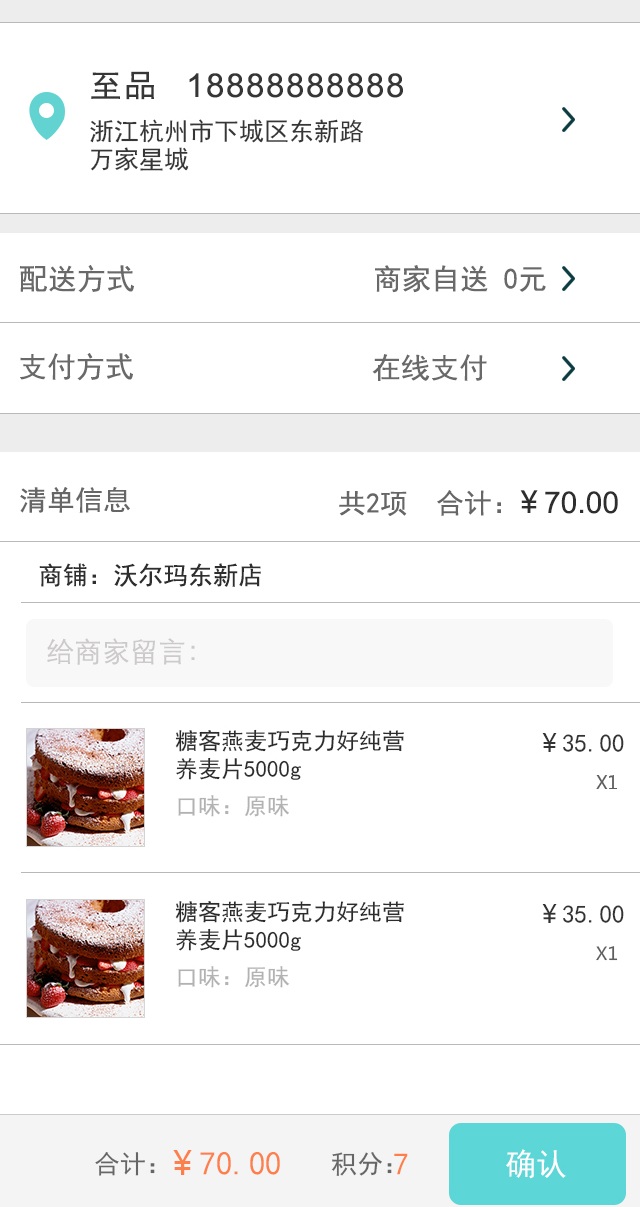 至品 18888888888
浙江杭州市下城区东新路
万家星城
配送方式 商家自送 0元
支付方式 在线支付
清单信息 共2项 合计：¥70.00
商铺：沃尔玛东新店
给商家留言：
糖客燕麦巧克力好纯营 ¥35.00
养麦片5000g X1
口味：原味
糖客燕麦巧克力好纯营 ¥35.00
养麦片5000g X1
口味：原味
合计：¥70.00 积分:7 确认